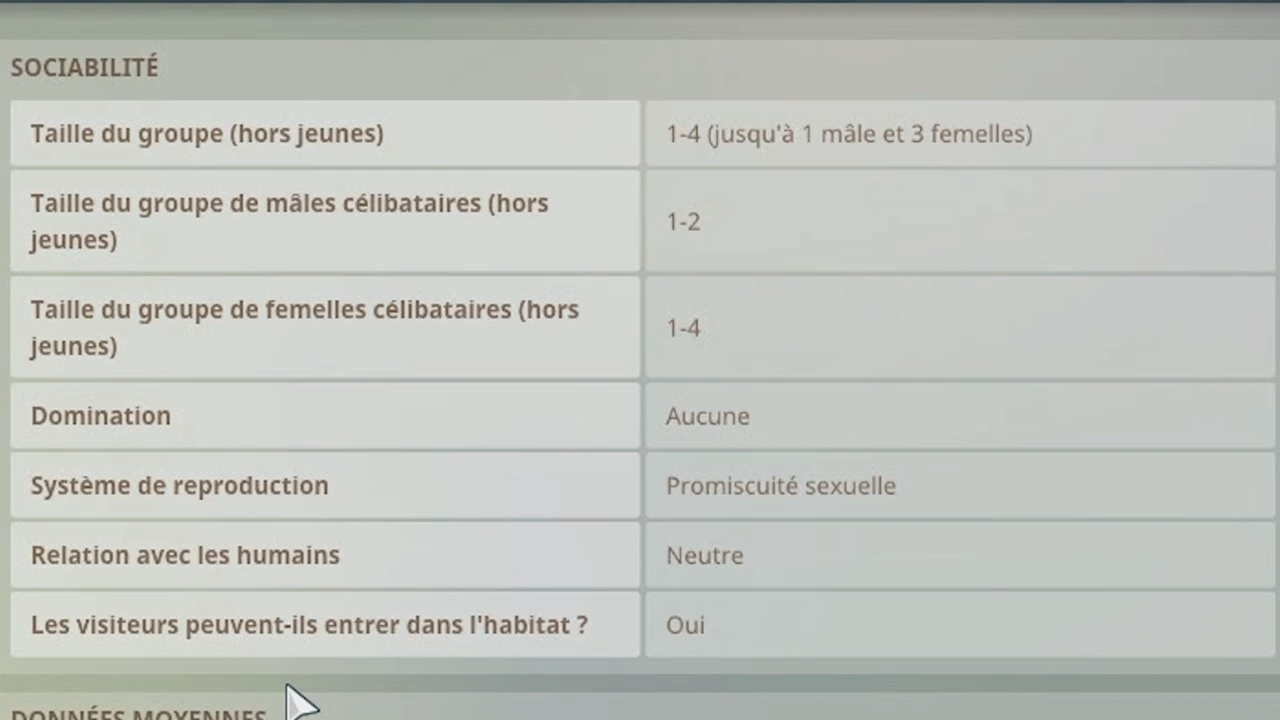 SOCIABILITÉ
Taille du groupe (hors jeunes)
1-4 (jusqu'à 1 mâle et 3 femelles)
Taille du groupe de mâles célibataires (hors
jeunes)
1-2
Taille du groupe de femelles célibataires (hors
jeunes)
1-4
Domination
Aucune
Système de reproduction
Promiscuité sexuelle
Relation avec les humains
Neutre
Les visiteurs peuvent-ils entrer dans l'habitat ?
Oui
DONNÉES MOYENNES